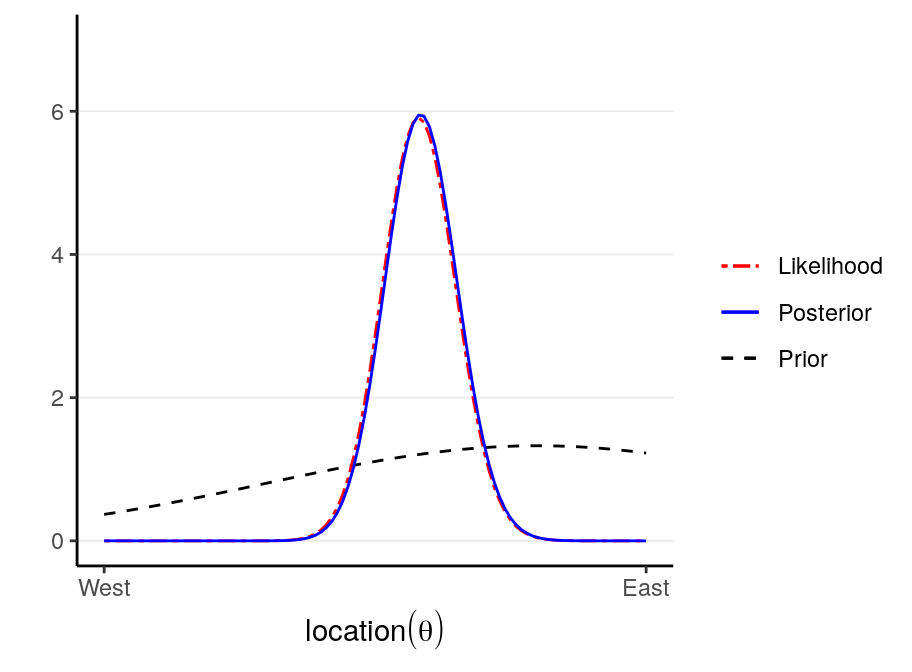 6
4
2
0
West
East
location(θ)
Likelihood
Posterior
Prior